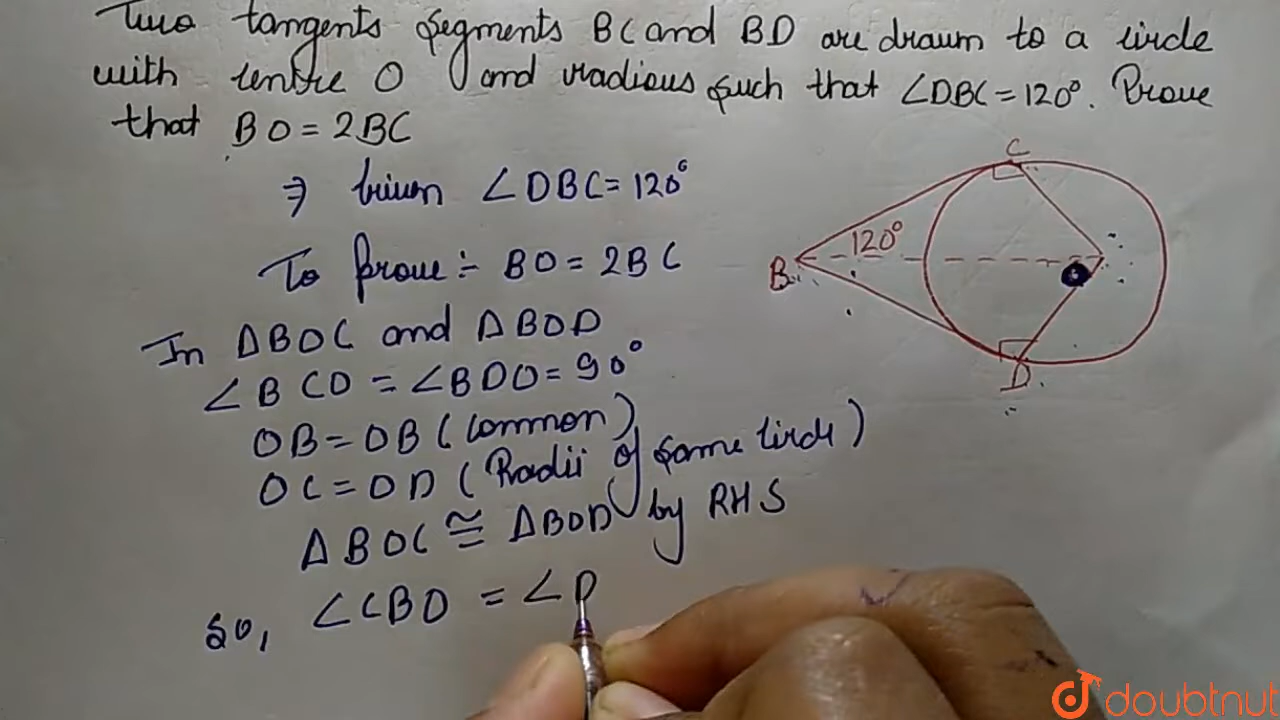 Two tangents segments BC and BD are drawn to a circle
with centre O and radious such that ∠DBC = 120°. Prove
that BO = 2BC
⇒ Given ∠DBC = 120°
To Prove :- BO = 2BC
In ΔBOC and ΔBOD
∠BCO = ∠BDO = 90°
OB = OB (Common)
OC = OD (Radii of same circle)
ΔBOC ≅ ΔBOD by RHS
So, ∠CBO = ∠D
C
120°
B
D
doubtnut